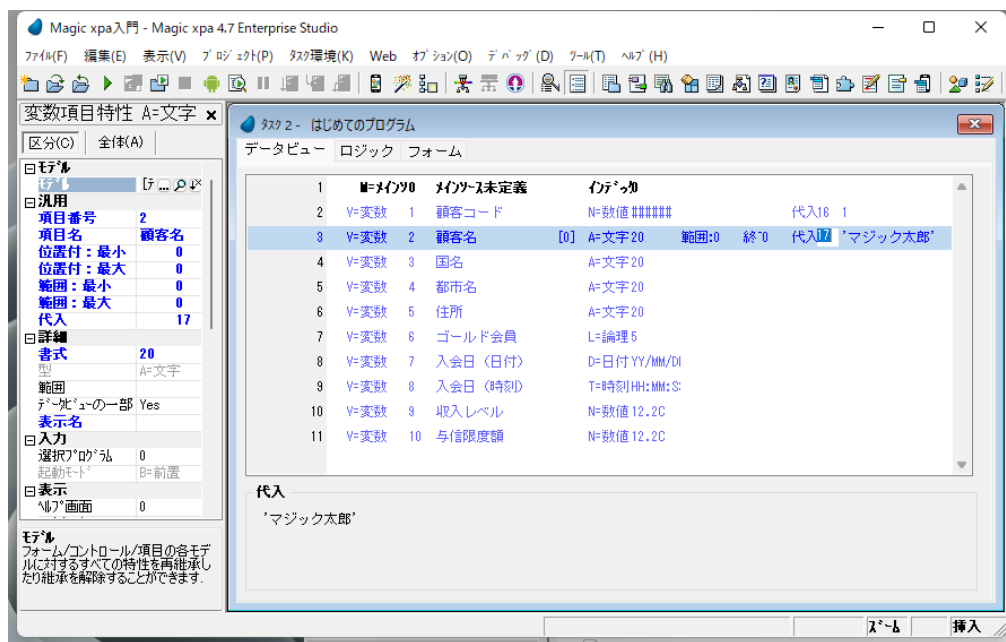 Magic xpa入門 - Magic xpa 4.7 Enterprise Studio
ﾌｧｲﾙ(F) 編集(E) 表示(V) ﾌﾟﾛｼﾞｪｸﾄ(P) ﾀｽｸ環境(K) Web ｵﾌﾟｼｮﾝ(O) ﾃﾞﾊﾞｯｸﾞ(D) ﾂｰﾙ(T) ﾍﾙﾌﾟ(H)
変数項目特性 A=文字
区分(C) 全体(A)
ﾓﾃﾞﾙ
ﾓﾃﾞﾙ
汎用
項目番号 2
項目名 顧客名
位置付：最小 0
位置付：最大 0
範囲：最小 0
範囲：最大 0
代入 17
詳細
書式 20
型 A=文字
範囲
ﾃﾞｰﾀﾋﾞｭｰの一部 Yes
表示名
入力
選択ﾌﾟﾛｸﾞﾗﾑ 0
起動ﾓｰﾄﾞ B=前置
表示
ﾍﾙﾌﾟ画面 0
ﾓﾃﾞﾙ
フォーム/コントロール/項目の各モデ
ルに対するすべての特性を再継承し
たり継承を解除することができます.
ﾀｽｸ 2 - はじめてのプログラム
データビュー ロジック フォーム
1 M=ﾒｲﾝｿ 0 ﾒｲﾝｿｰｽ未定義 ｲﾝﾃﾞｯｸ 0
2 V=変数 1 顧客コード N=数値 ###### 代入 16 1
3 V=変数 2 顧客名 [0] A=文字 20 範囲:0 終了:0 代入 17 'マジック太郎'
4 V=変数 3 国名 A=文字 20
5 V=変数 4 都市名 A=文字 20
6 V=変数 5 住所 A=文字 20
7 V=変数 6 ゴールド会員 L=論理 5
8 V=変数 7 入会日（日付） D=日付 YY/MM/DI
9 V=変数 8 入会日（時刻） T=時刻 HH:MM:S
10 V=変数 9 収入レベル N=数値 12.2C
11 V=変数 10 与信限度額 N=数値 12.2C
代入
'マジック太郎'
ｽﾞｰﾑ 挿入